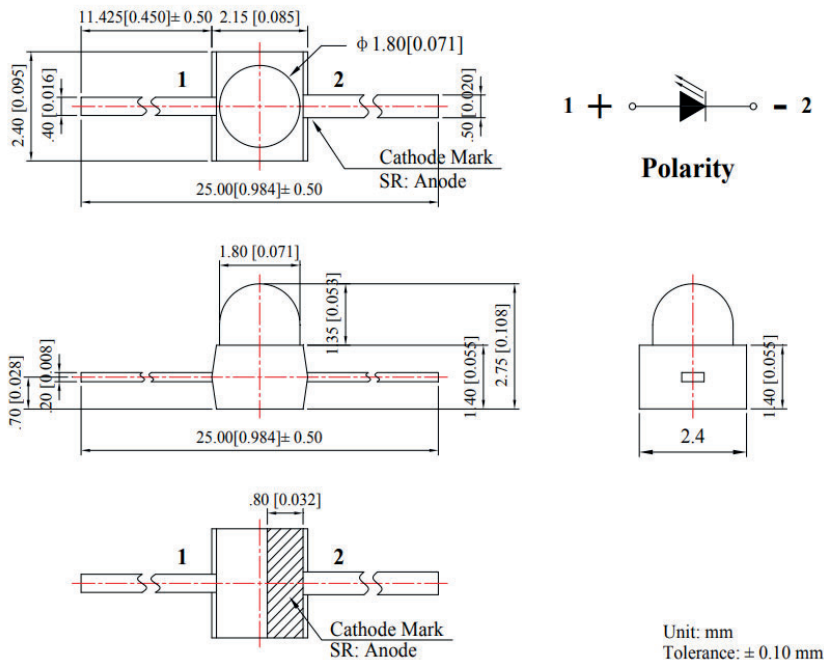 11.425[0.450]± 0.50
2.15 [0.085]
ϕ 1.80[0.071]
1
2
2.40 [0.095]
.40 [0.016]
.50 [0.020]
Cathode Mark
SR: Anode
25.00[0.984]± 0.50
1 + - 2
Polarity
1.80 [0.071]
1.35 [0.053]
2.75 [0.108]
1.40 [0.055]
.70 [0.028]
.20 [0.008]
25.00[0.984]± 0.50
1.40 [0.055]
2.4
.80 [0.032]
1
2
Cathode Mark
SR: Anode
Unit: mm
Tolerance: ± 0.10 mm